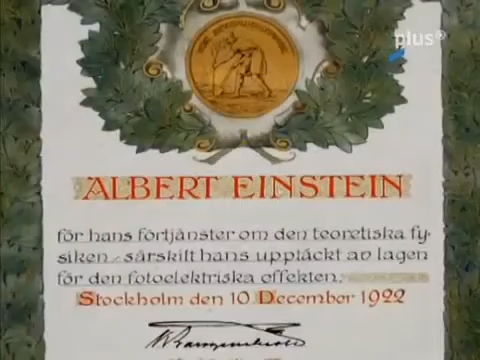 plus
ALBERT EINSTEIN
för hans förtjänster om den teoretiska fy-
siken - särskilt hans upptäckt av lagen
för den fotoelektriska effekten.
Stockholm den 10 December 1922